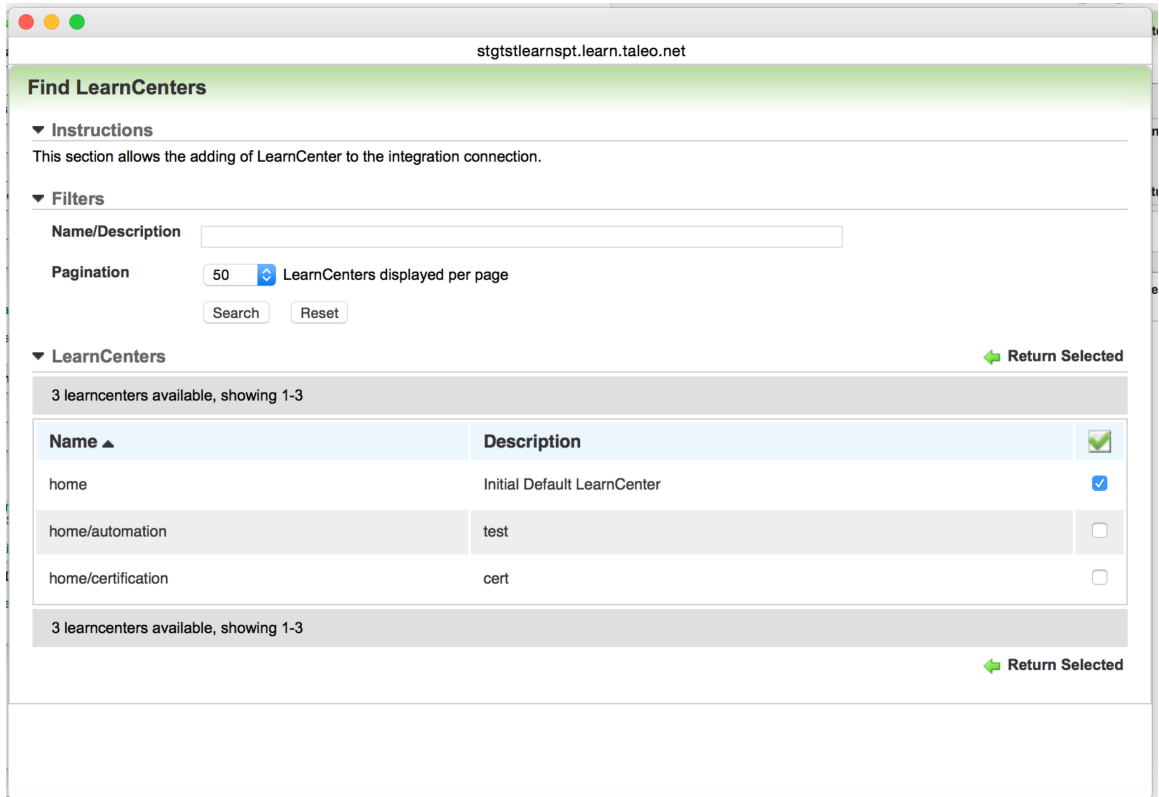 stgtstlearnspt.learn.taleo.net
Find LearnCenters
Instructions
This section allows the adding of LearnCenter to the integration connection.
Filters
Name/Description
Pagination 50 LearnCenters displayed per page
Search Reset
LearnCenters Return Selected
3 learncenters available, showing 1-3
Name Description
home Initial Default LearnCenter
home/automation test
home/certification cert
3 learncenters available, showing 1-3
Return Selected